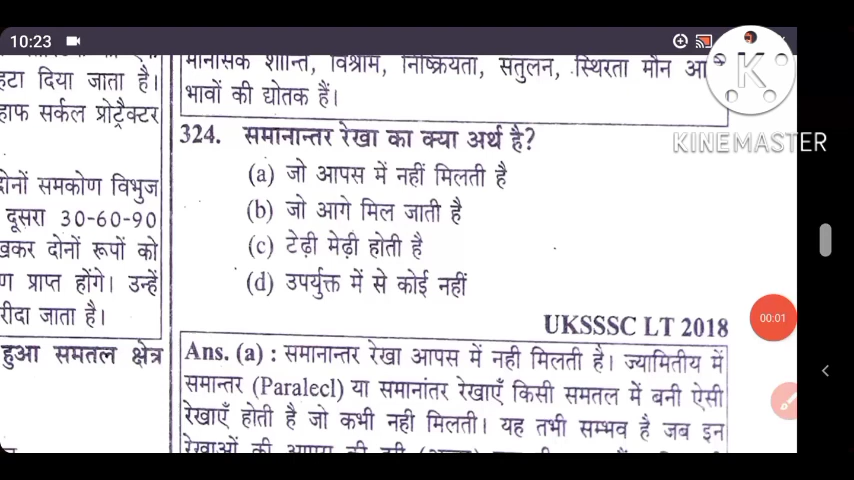 10:23
KINEMASTER
हटा दिया जाता है।
हाफ सर्कल प्रोट्रैक्टर
दोनों समकोण विभुज
दूसरा 30-60-90
खकर दोनों रूपों को
ण प्राप्त होंगे। उन्हें
रीदा जाता है।
हुआ समतल क्षेत्र
मानसिक शान्ति, विश्राम, निष्क्रियता, संतुलन, स्थिरता मौन आ
भावों की द्योतक हैं।
324. समानान्तर रेखा का क्या अर्थ है?
(a) जो आपस में नहीं मिलती है
(b) जो आगे मिल जाती है
(c) टेढ़ी मेढ़ी होती है
(d) उपर्युक्त में से कोई नहीं
UKSSSC LT 2018
Ans. (a) : समानान्तर रेखा आपस में नही मिलती है। ज्यामितीय में
समान्तर (Paralecl) या समानांतर रेखाएँ किसी समतल में बनी ऐसी
रेखाएँ होती है जो कभी नही मिलती। यह तभी सम्भव है जब इन
रेखाओं की आपस की दूरी
00:01